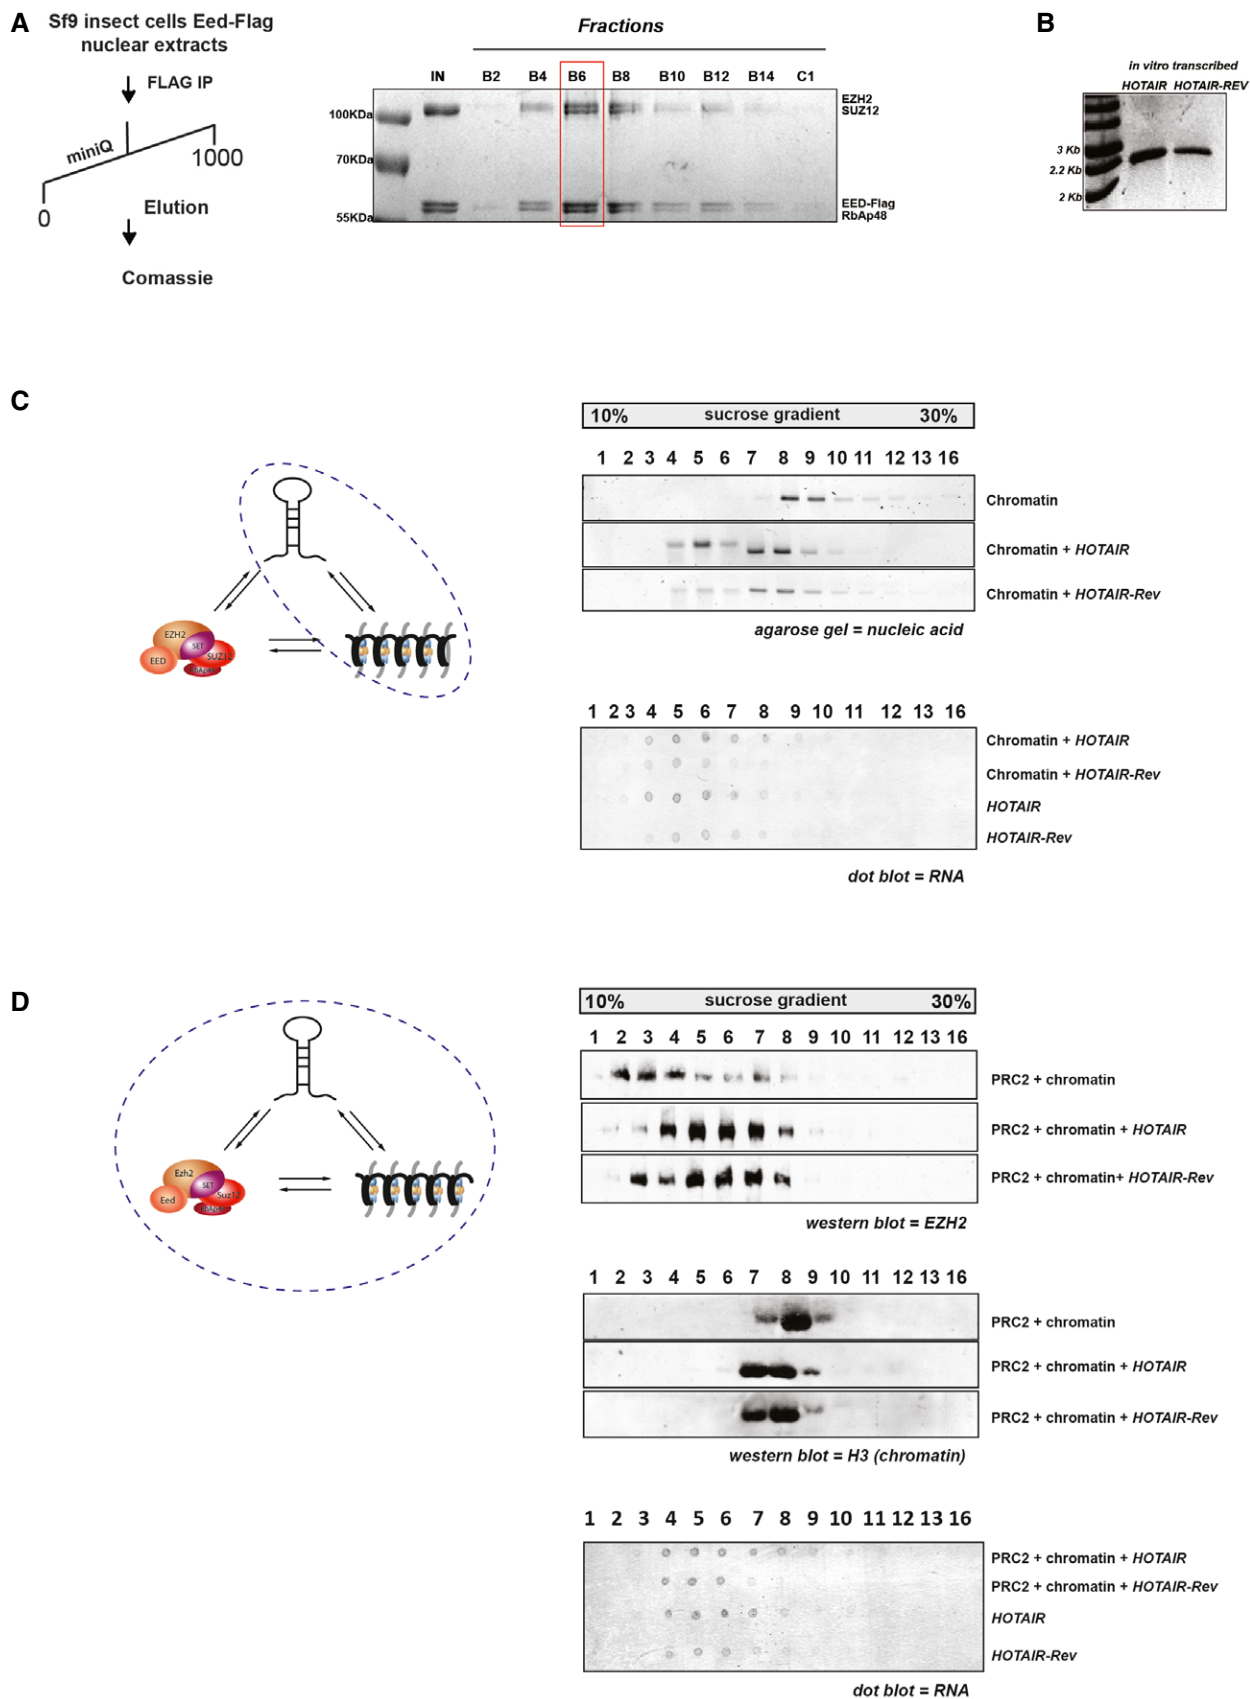 A
Sf9 insect cells Eed-Flag
nuclear extracts
FLAG IP
miniQ
0
1000
Elution
Comassie
Fractions
IN B2 B4 B6 B8 B10 B12 B14 C1
100KDa
70KDa
55KDa
EZH2
SUZ12
EED-Flag
RbAp48
B
in vitro transcribed
HOTAIR HOTAIR-REV
3 Kb
2.2 Kb
2 Kb
C
EZH2
SET
EED
SUZ12
10% sucrose gradient 30%
1 2 3 4 5 6 7 8 9 10 11 12 13 16
Chromatin
Chromatin + HOTAIR
Chromatin + HOTAIR-Rev
agarose gel = nucleic acid
1 2 3 4 5 6 7 8 9 10 11 12 13 16
Chromatin + HOTAIR
Chromatin + HOTAIR-Rev
HOTAIR
HOTAIR-Rev
dot blot = RNA
D
Ezh2
SET
Eed
Suz12
10% sucrose gradient 30%
1 2 3 4 5 6 7 8 9 10 11 12 13 16
PRC2 + chromatin
PRC2 + chromatin + HOTAIR
PRC2 + chromatin+ HOTAIR-Rev
western blot = EZH2
1 2 3 4 5 6 7 8 9 10 11 12 13 16
PRC2 + chromatin
PRC2 + chromatin + HOTAIR
PRC2 + chromatin + HOTAIR-Rev
western blot = H3 (chromatin)
1 2 3 4 5 6 7 8 9 10 11 12 13 16
PRC2 + chromatin + HOTAIR
PRC2 + chromatin + HOTAIR-Rev
HOTAIR
HOTAIR-Rev
dot blot = RNA